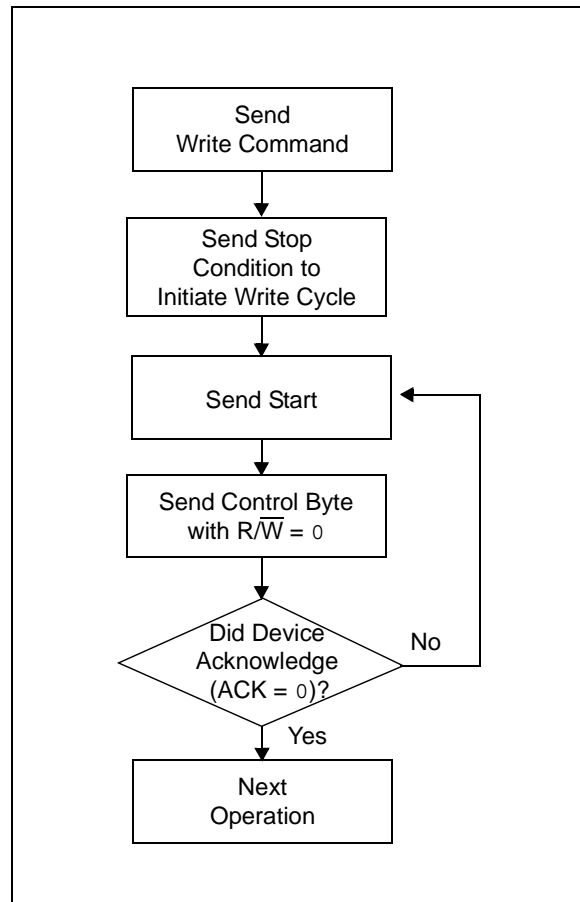 Send
Write Command
Send Stop
Condition to
Initiate Write Cycle
Send Start
Send Control Byte
with R/W̅ = 0
Did Device
Acknowledge
(ACK = 0)?
No
Yes
Next
Operation